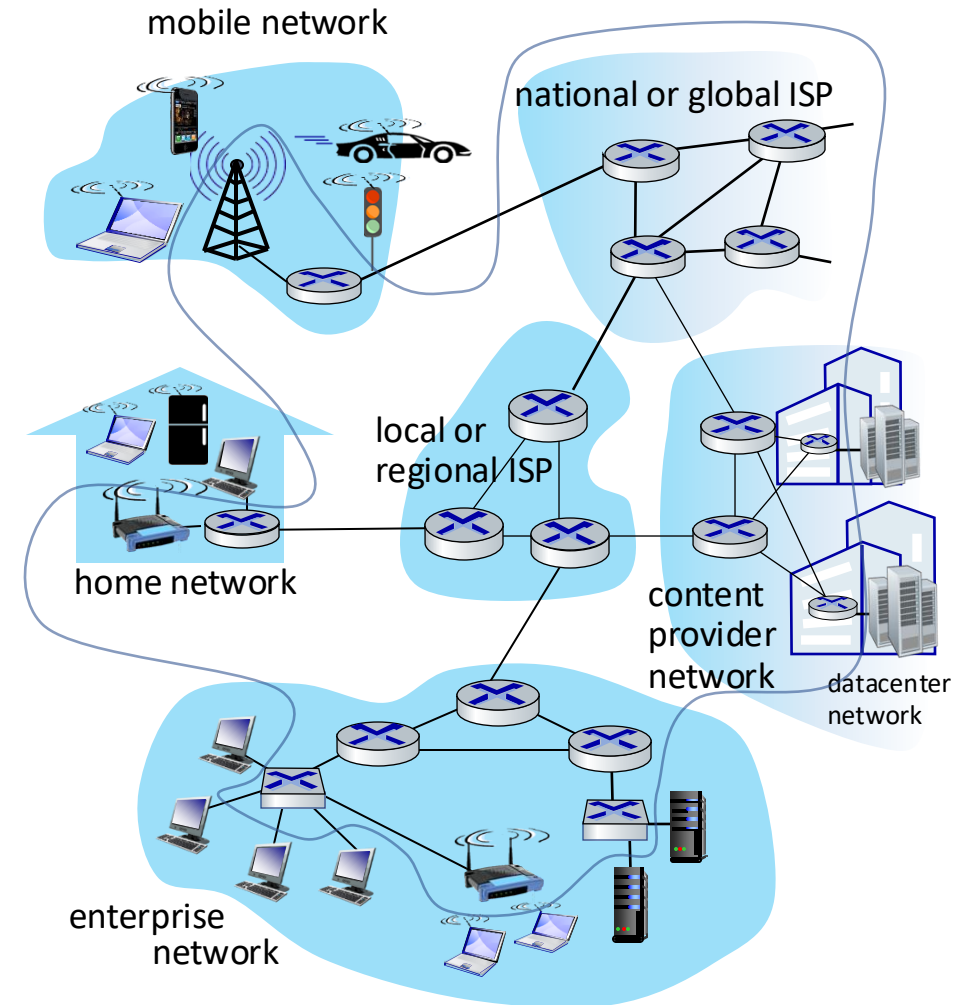 mobile network
national or global ISP
local or
regional ISP
home network
content
provider
network
datacenter
network
enterprise
network